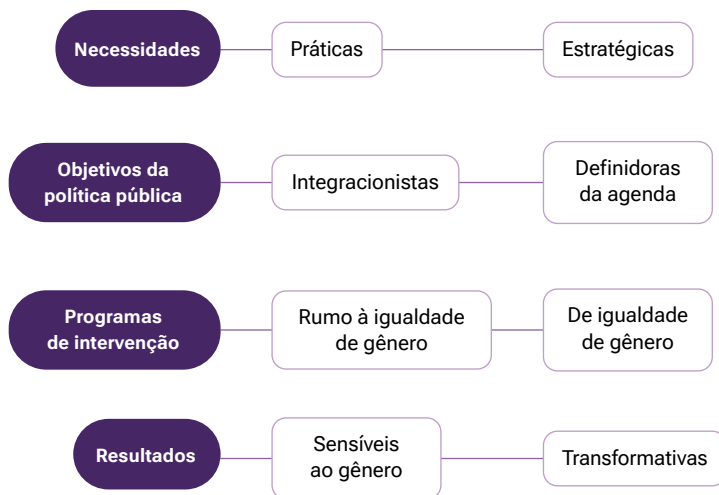 Necessidades
Práticas
Estratégicas
Objetivos da
política pública
Integracionistas
Definidoras
da agenda
Programas
de intervenção
Rumo à igualdade
de gênero
De igualdade
de gênero
Resultados
Sensíveis
ao gênero
Transformativas